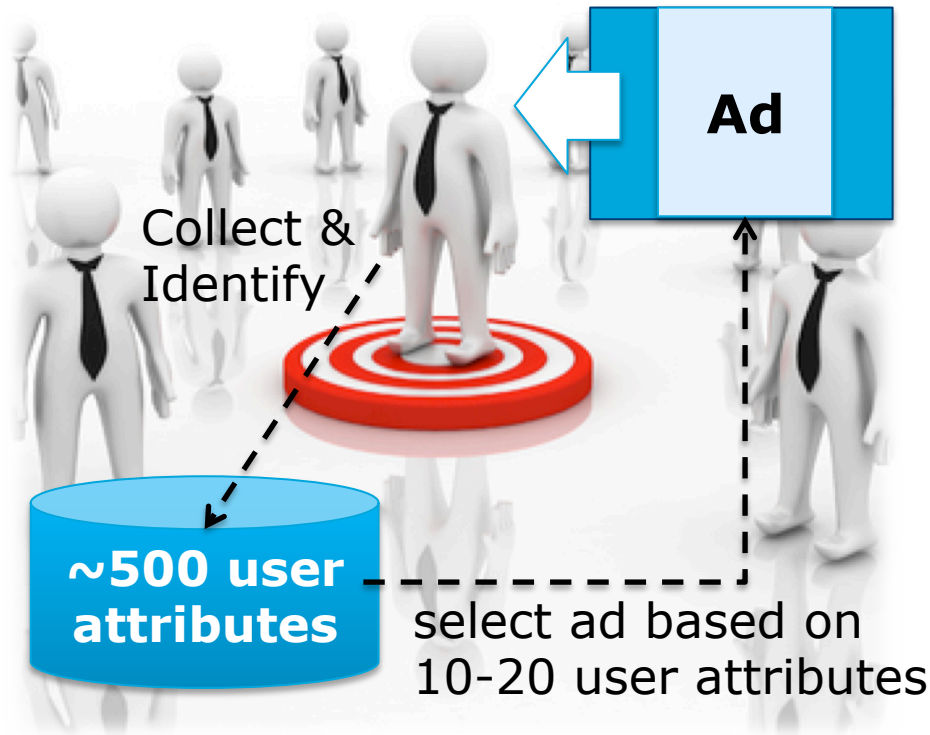 Ad
Collect &
Identify
~500 user
attributes
select ad based on
10-20 user attributes